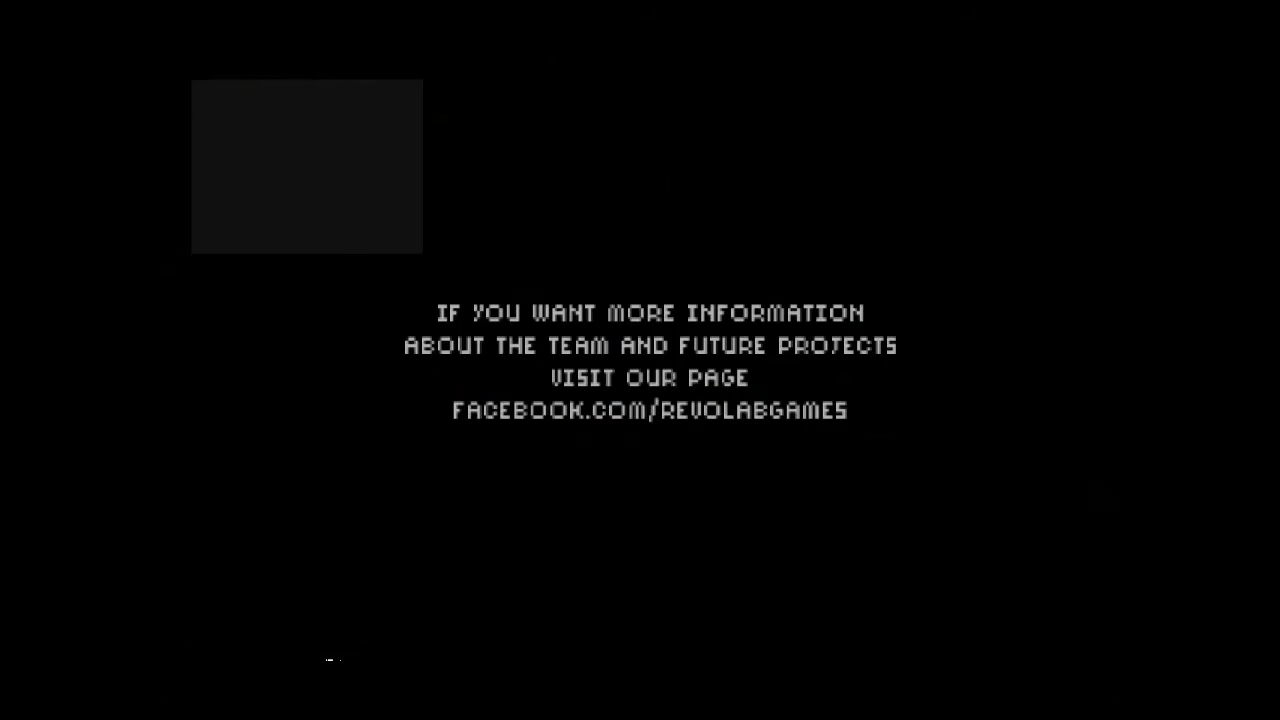 IF YOU WANT MORE INFORMATION
ABOUT THE TEAM AND FUTURE PROJECTS
VISIT OUR PAGE
FACEBOOK.COM/REVOLABGAMES